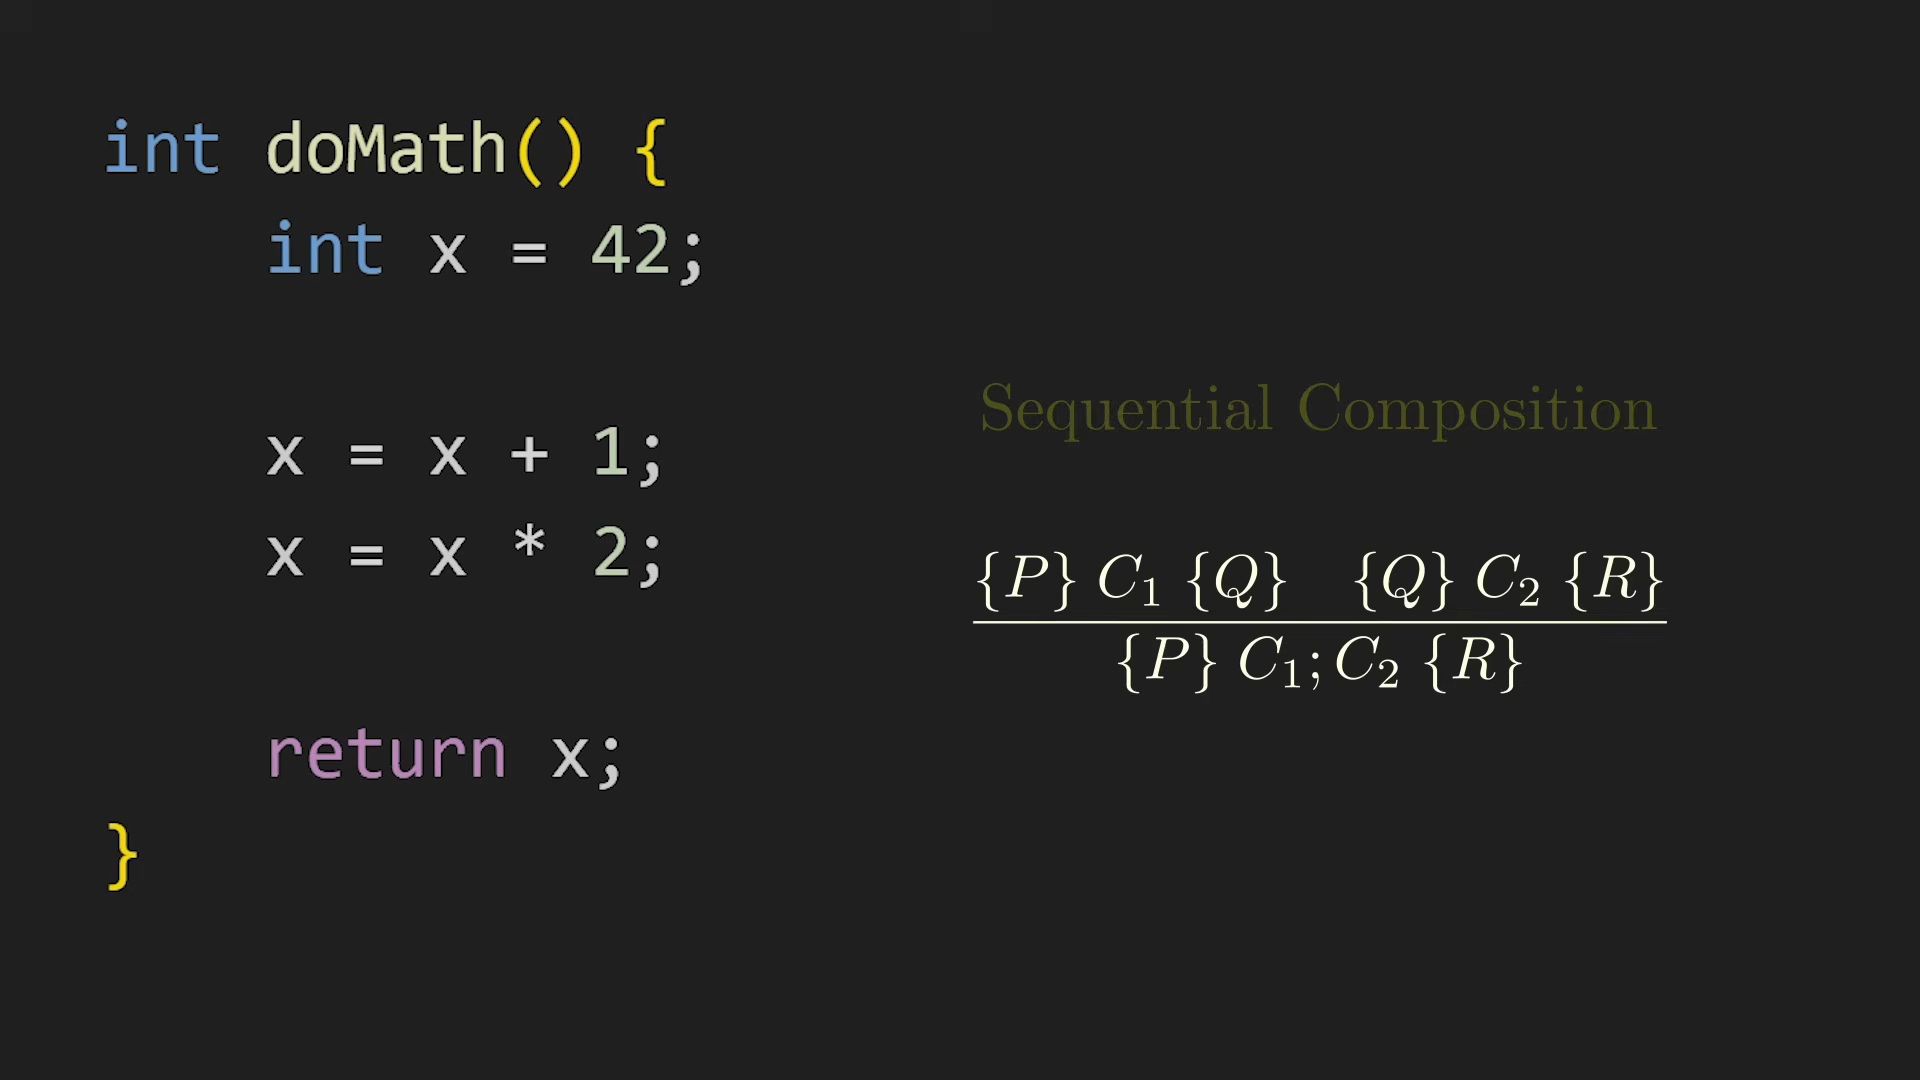 int doMath() {
int x = 42;
x = x + 1;
x = x * 2;
return x;
}
Sequential Composition
{P} C₁ {Q} {Q} C₂ {R}
{P} C₁; C₂ {R}